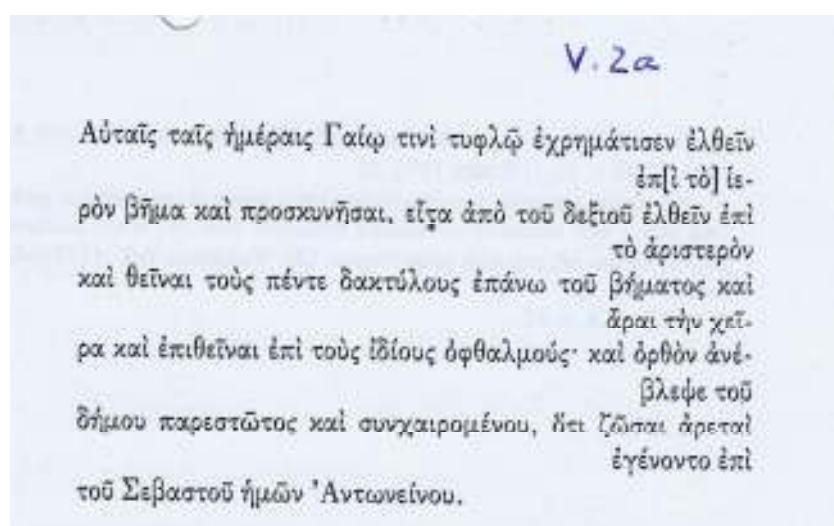 V. 2a
Αὐταῖς ταῖς ἡμέραις Γαίῳ τινὶ τυφλῷ ἐχρημάτισεν ἐλθεῖν
ἐπ[ὶ τὸ] ἱε-
ρὸν βῆμα καὶ προσκυνῆσαι, εἶτ̣α ἀπὸ τοῦ δεξιοῦ ἐλθεῖν ἐπὶ
τὸ ἀριστερὸν
καὶ θεῖναι τοὺς πέντε δακτύλους ἐπάνω τοῦ βήματος καὶ
ἆραι τὴν χεῖ-
ρα καὶ ἐπιθεῖναι ἐπὶ τοὺς ἰδίους ὀφθαλμούς· καὶ ὀρθὸν ἀνέ-
βλεψε τοῦ
δήμου παρεστῶτος καὶ συνχαιρομένου, ὅτι ζῶσαι ἀρεταὶ
ἐγένοντο ἐπὶ
τοῦ Σεβαστοῦ ἡμῶν Ἀντωνείνου.